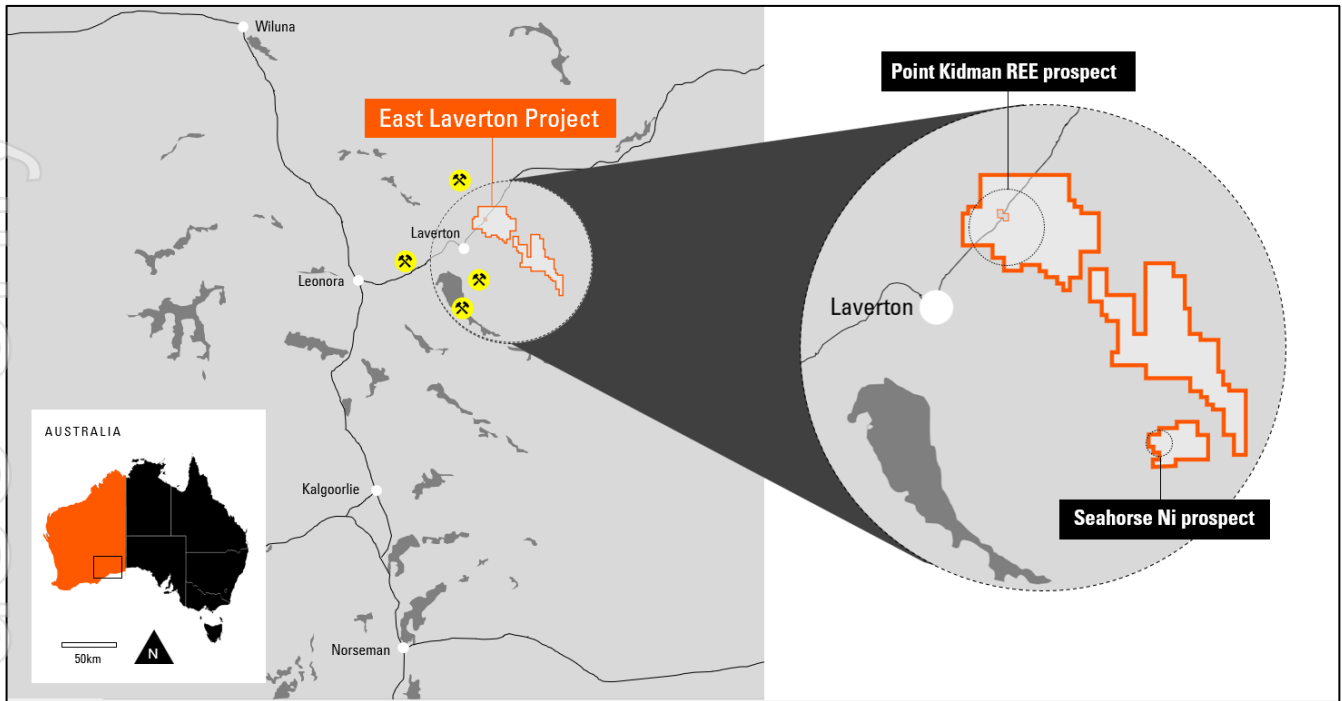 Wiluna
East Laverton Project
Laverton
Leonora
Kalgoorlie
Norseman
AUSTRALIA
50km
N
Point Kidman REE prospect
Laverton
Seahorse Ni prospect